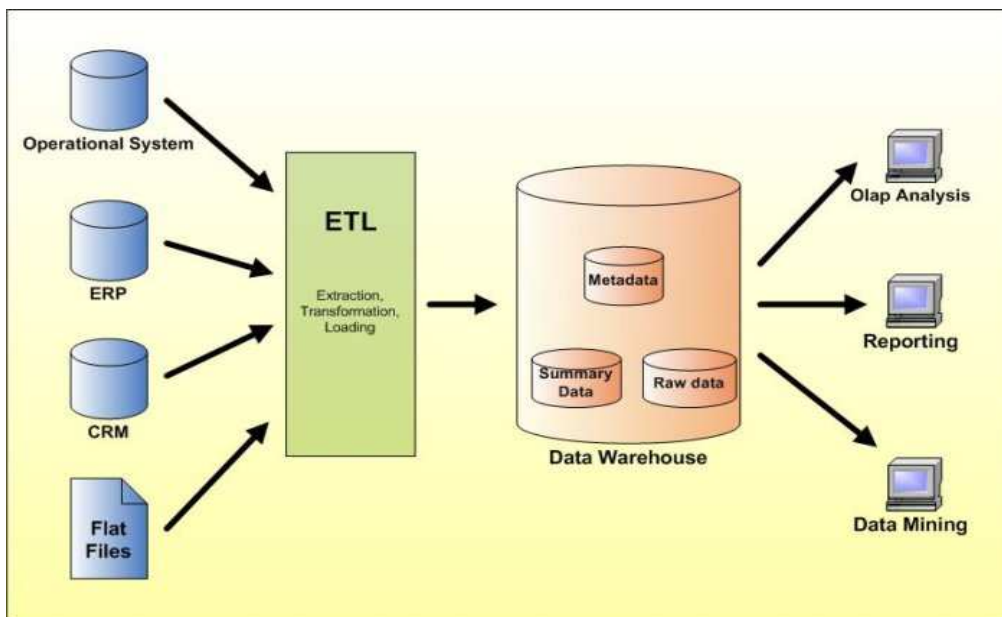 Operational System
ERP
CRM
Flat
Files
ETL
Extraction,
Transformation,
Loading
Metadata
Summary
Data
Raw data
Data Warehouse
Olap Analysis
Reporting
Data Mining